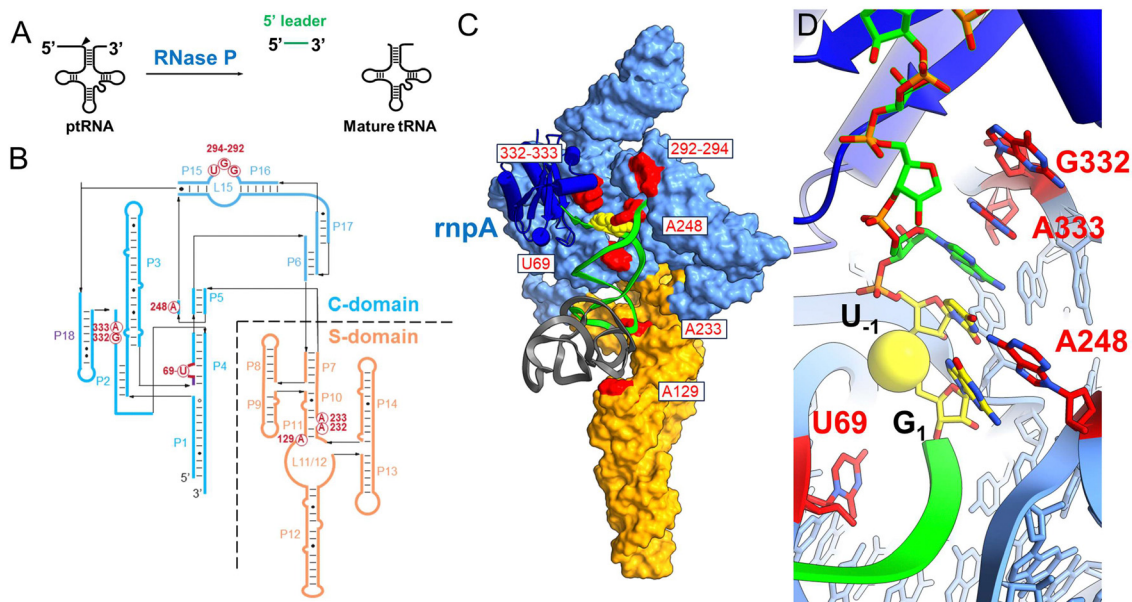 A
5'
3'
ptRNA
RNase P
5' leader
5'
3'
Mature tRNA
B
294-292
P15
U
G
G
P16
L15
P17
P3
P6
248
A
P5
C-domain
S-domain
P18
333
A
332
G
69
U
P4
P2
P1
5'
3'
P8
P7
P9
P10
P14
P11
A
233
A
232
129
A
L11/12
P13
P12
C
332-333
292-294
rnpA
A248
U69
A233
A129
D
G332
A333
U-1
A248
U69
G1